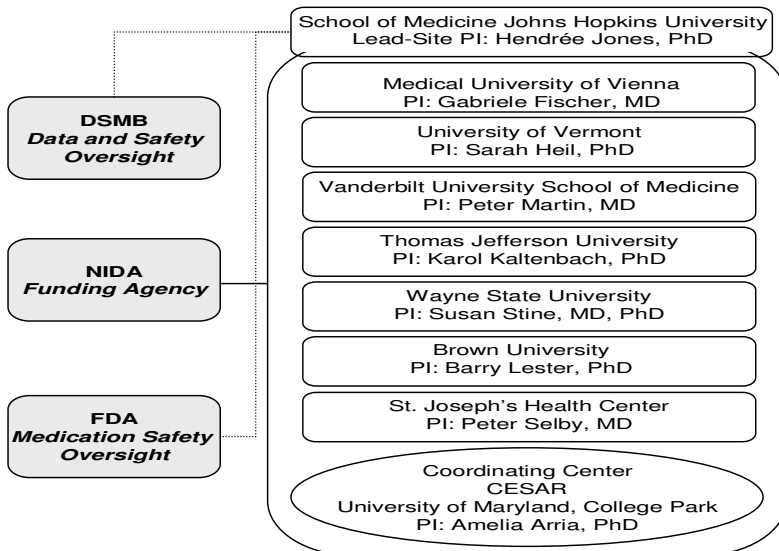 School of Medicine Johns Hopkins University
Lead-Site PI: Hendrée Jones, PhD
Medical University of Vienna
PI: Gabriele Fischer, MD
DSMB
Data and Safety
Oversight
University of Vermont
PI: Sarah Heil, PhD
Vanderbilt University School of Medicine
PI: Peter Martin, MD
NIDA
Funding Agency
Thomas Jefferson University
PI: Karol Kaltenbach, PhD
Wayne State University
PI: Susan Stine, MD, PhD
Brown University
PI: Barry Lester, PhD
FDA
Medication Safety
Oversight
St. Joseph’s Health Center
PI: Peter Selby, MD
Coordinating Center
CESAR
University of Maryland, College Park
PI: Amelia Arria, PhD